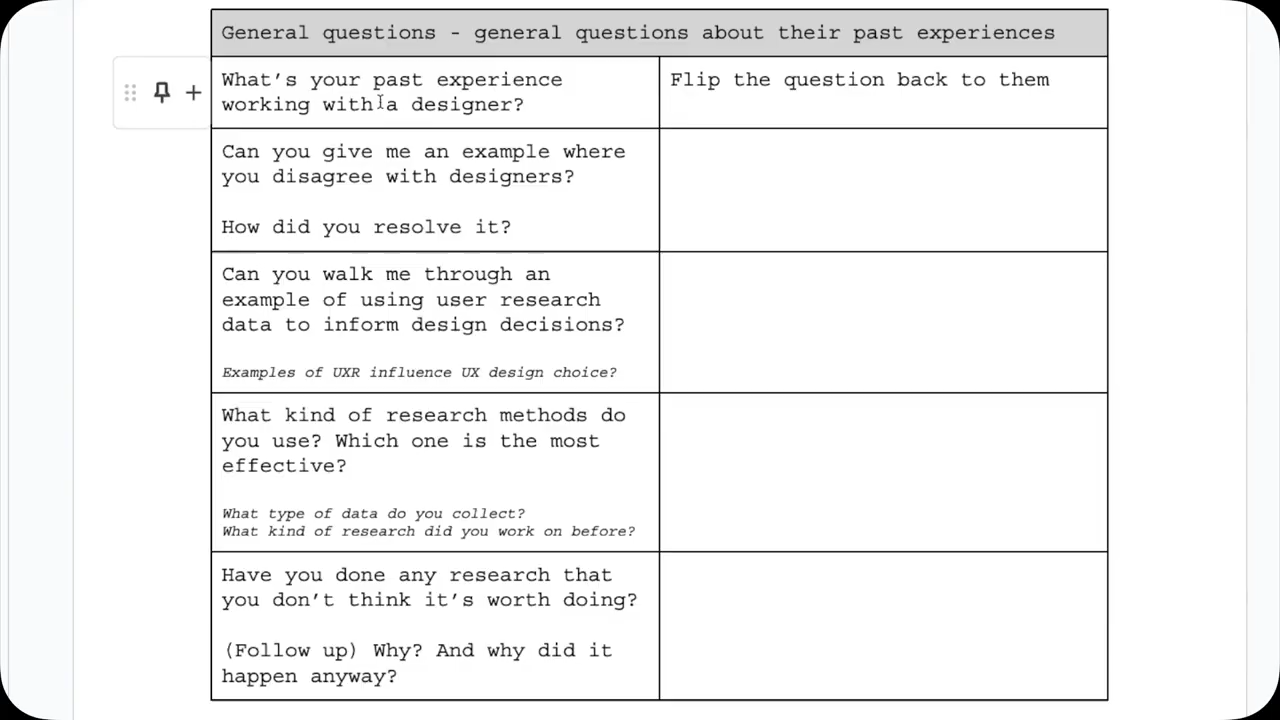 General questions - general questions about their past experiences
What's your past experience
working with a designer?
Flip the question back to them
Can you give me an example where
you disagree with designers?
How did you resolve it?
Can you walk me through an
example of using user research
data to inform design decisions?
Examples of UXR influence UX design choice?
What kind of research methods do
you use? Which one is the most
effective?
What type of data do you collect?
What kind of research did you work on before?
Have you done any research that
you don't think it's worth doing?
(Follow up) Why? And why did it
happen anyway?